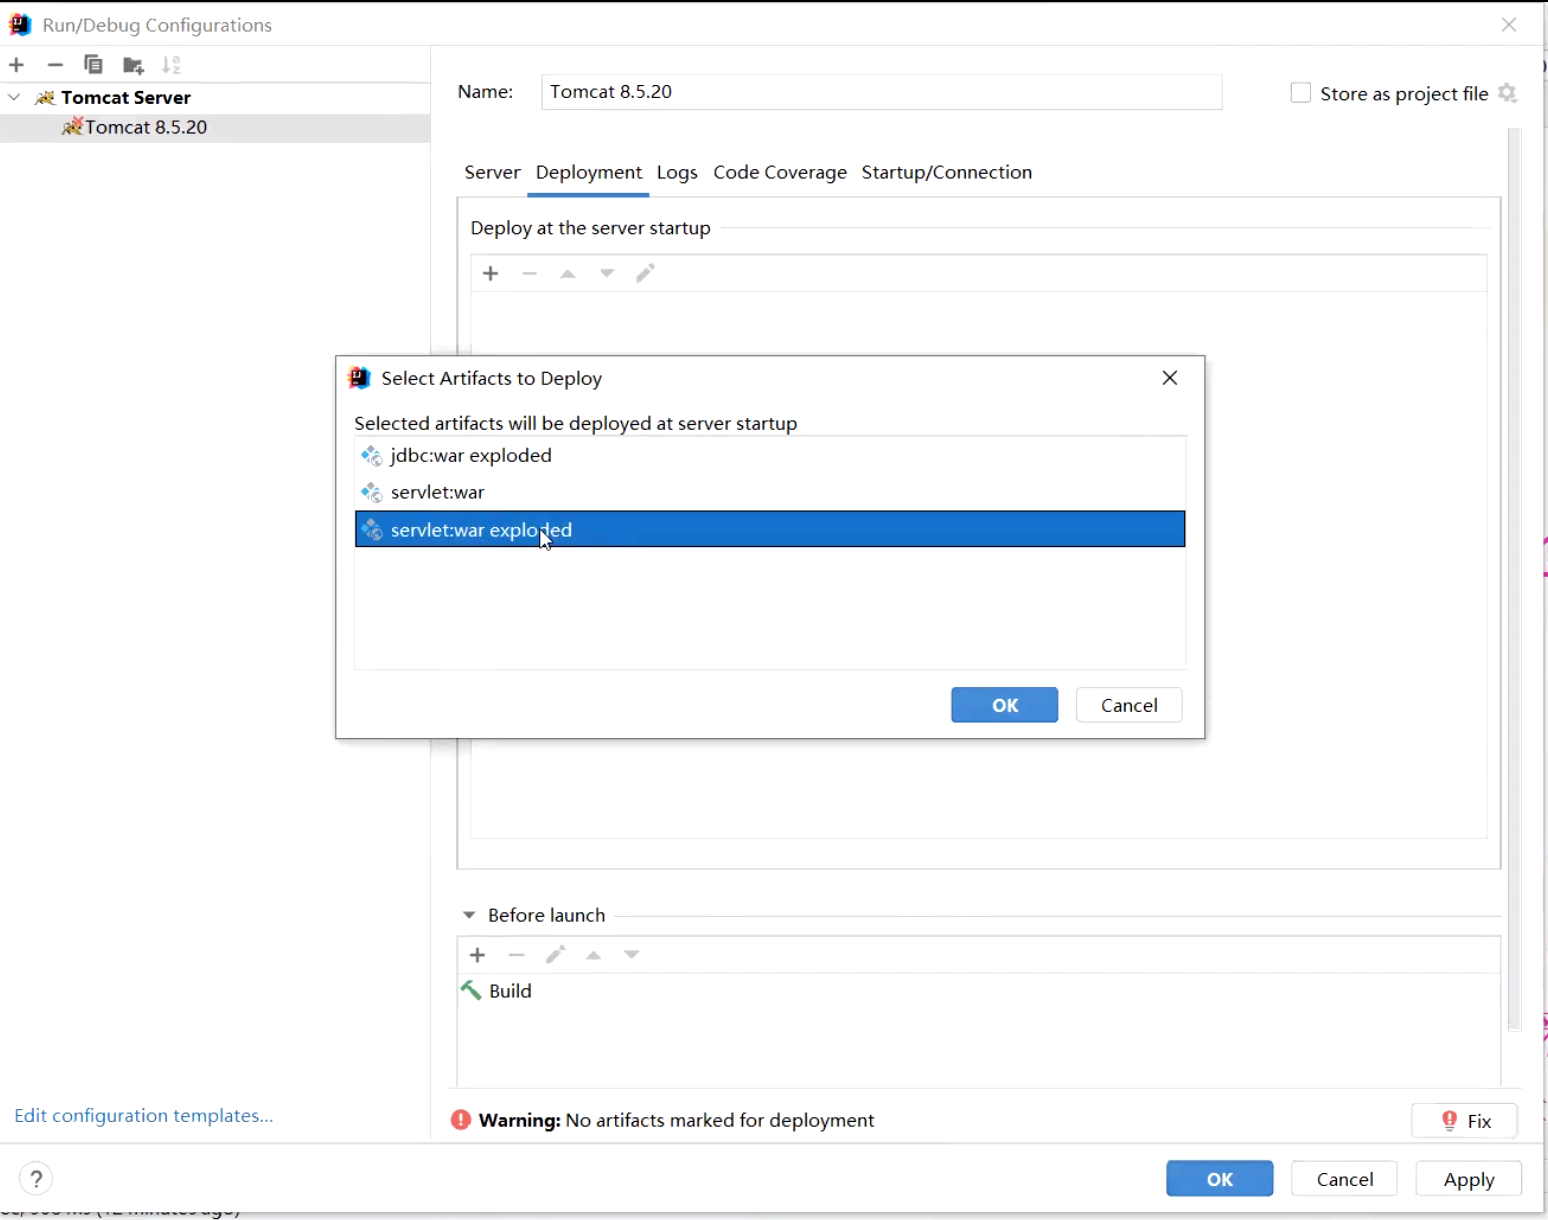 Run/Debug Configurations
Tomcat Server
Tomcat 8.5.20
Name: Tomcat 8.5.20
Store as project file
Server Deployment Logs Code Coverage Startup/Connection
Deploy at the server startup
Select Artifacts to Deploy
Selected artifacts will be deployed at server startup
jdbc:war exploded
servlet:war
servlet:war exploded
OK Cancel
Before launch
Build
Edit configuration templates...
Warning: No artifacts marked for deployment
Fix
?
OK Cancel Apply